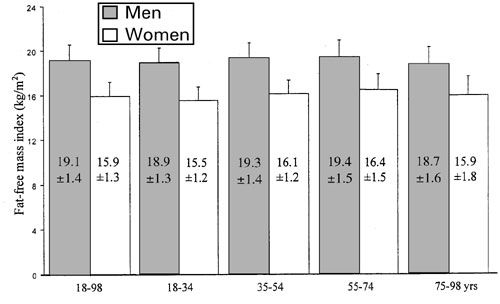 Men
Women
Fat-free mass index (kg/m²)
24
20
16
12
8
4
0
19.1 15.9 18.9 15.5 19.3 16.1 19.4 16.4 18.7 15.9
±1.4 ±1.3 ±1.3 ±1.2 ±1.4 ±1.2 ±1.5 ±1.5 ±1.6 ±1.8
18-98 18-34 35-54 55-74 75-98 yrs